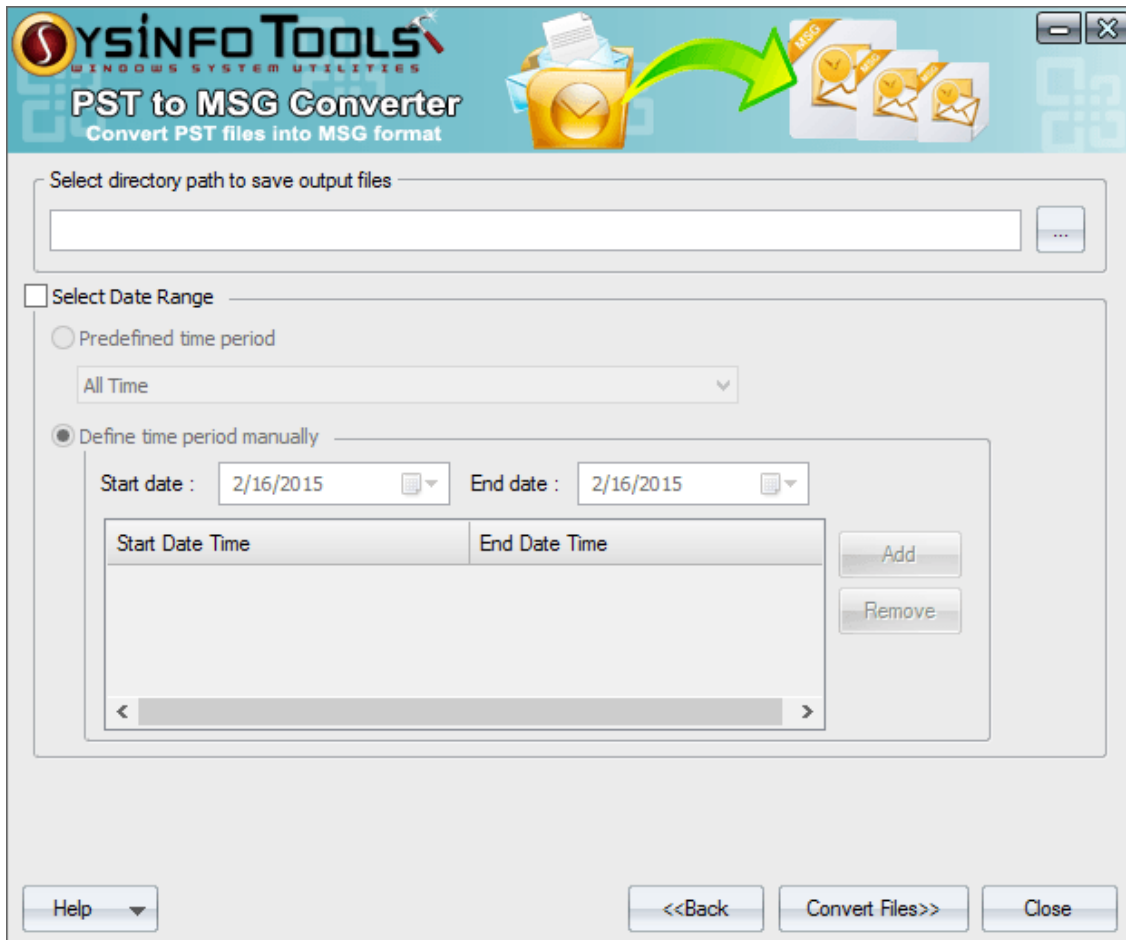 SYSINFO TOOLS
WINDOWS SYSTEM UTILITIES
PST to MSG Converter
Convert PST files into MSG format
MSG
MSG
MSG
Select directory path to save output files
...
Select Date Range
Predefined time period
All Time
Define time period manually
Start date : 2/16/2015 End date : 2/16/2015
Start Date Time End Date Time
Add
Remove
Help <<Back Convert Files>> Close